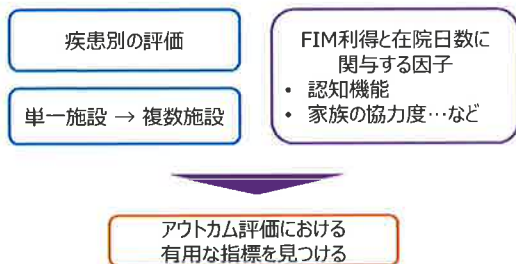 疾患別の評価
単一施設 → 複数施設
FIM利得と在院日数に
関与する因子
• 認知機能
• 家族の協力度…など
アウトカム評価における
有用な指標を見つける